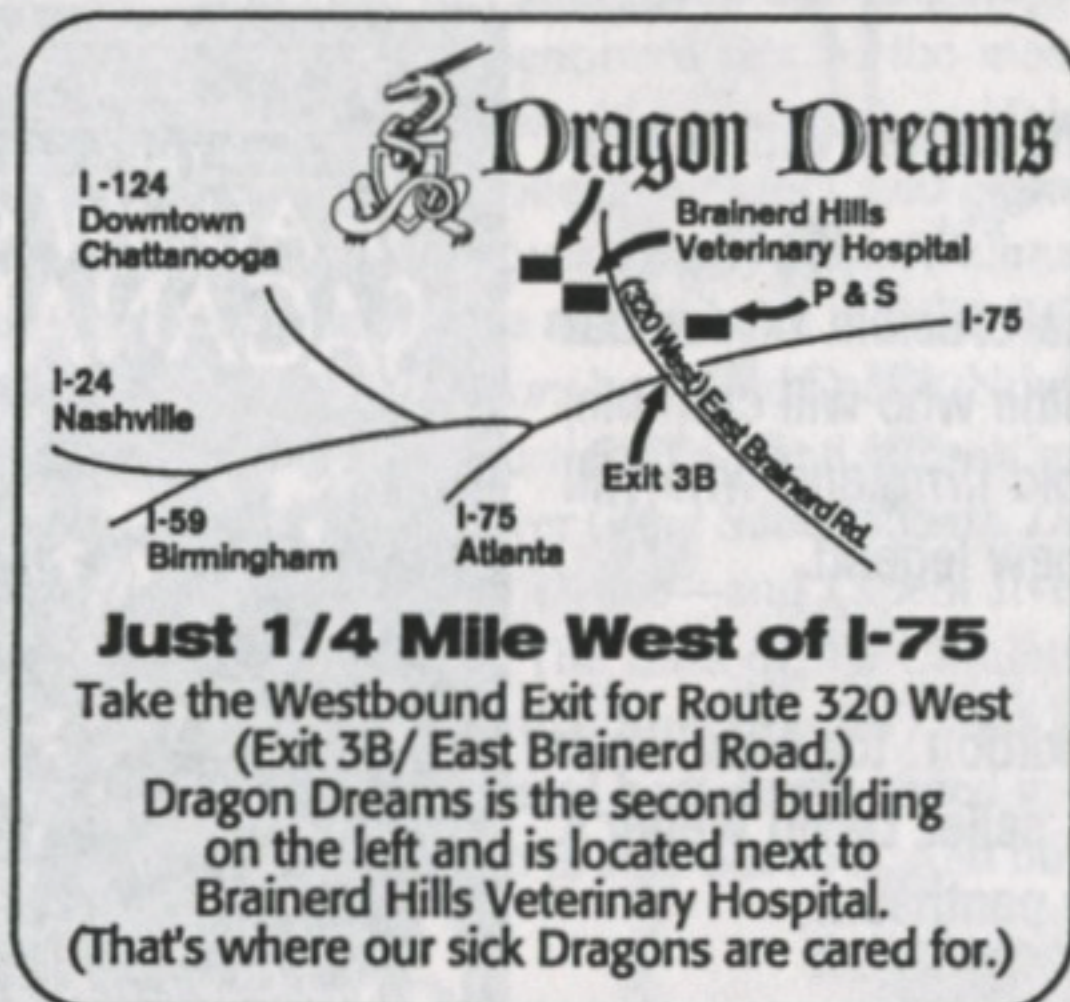 Dragon Dreams
I -124
Downtown
Chattanooga
Brainerd Hills
Veterinary Hospital
P & S
I-75
(320 West) East Brainerd Rd.
I-24
Nashville
Exit 3B
I-59
Birmingham
I-75
Atlanta
Just 1/4 Mile West of I-75
Take the Westbound Exit for Route 320 West
(Exit 3B/ East Brainerd Road.)
Dragon Dreams is the second building
on the left and is located next to
Brainerd Hills Veterinary Hospital.
(That's where our sick Dragons are cared for.)